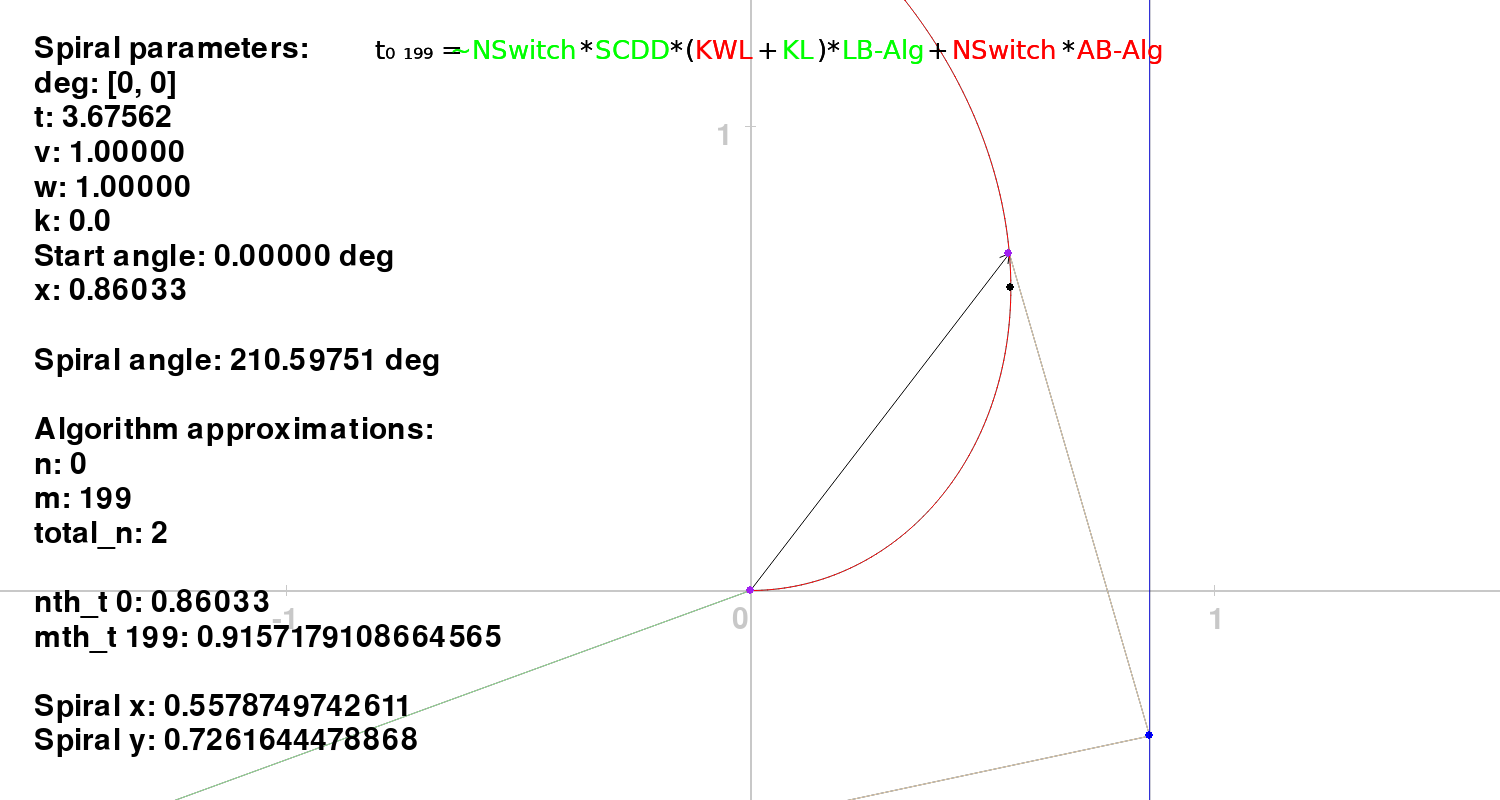 Spiral parameters:
t₀ ₁₉₉ =~NSwitch*SCDD*(KWL+KL)*LB-Alg+NSwitch*AB-Alg
deg: [0, 0]
t: 3.67562
v: 1.00000
w: 1.00000
k: 0.0
Start angle: 0.00000 deg
x: 0.86033
Spiral angle: 210.59751 deg
Algorithm approximations:
n: 0
m: 199
total_n: 2
nth_t 0: 0.86033
mth_t 199: 0.9157179108664565
Spiral x: 0.5578749742611
Spiral y: 0.7261644478868
1
-1
0
1